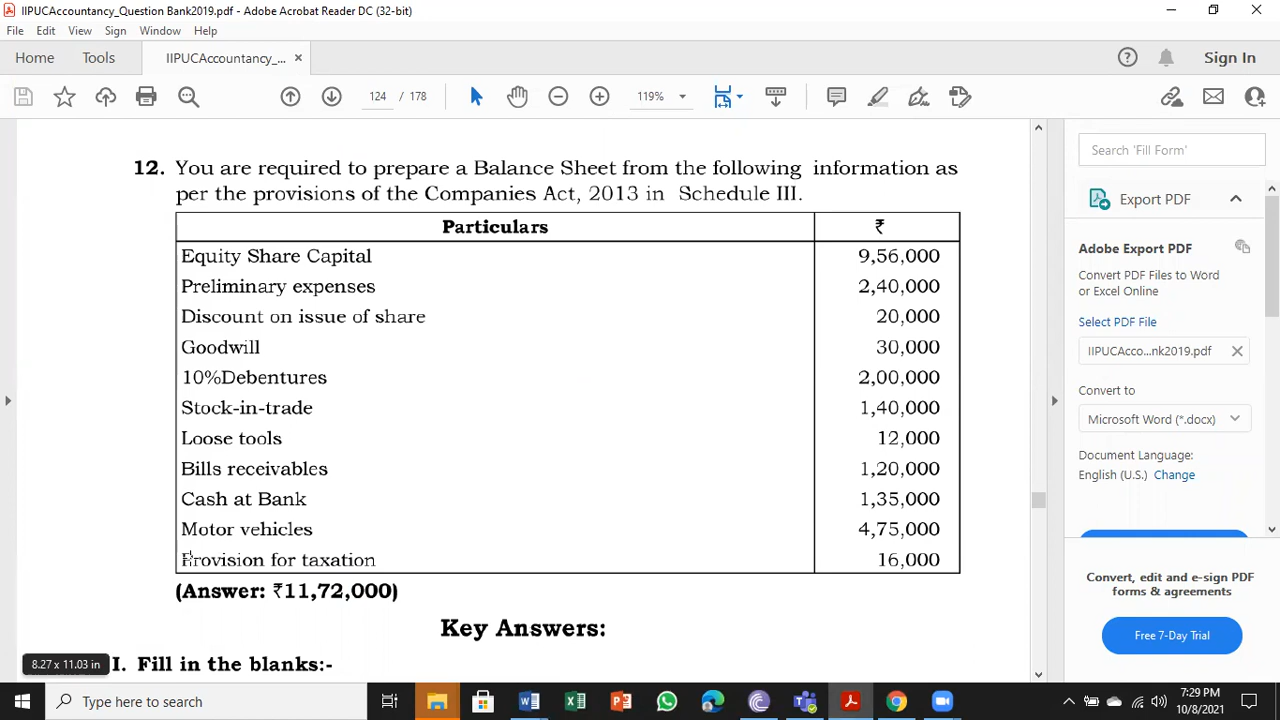 IIPUCAccountancy_Question Bank2019.pdf - Adobe Acrobat Reader DC (32-bit)
File Edit View Sign Window Help
Home Tools IIPUCAccountancy_... × Sign In
124 / 178 119%
12. You are required to prepare a Balance Sheet from the following information as
per the provisions of the Companies Act, 2013 in Schedule III.
Particulars ₹
Equity Share Capital 9,56,000
Preliminary expenses 2,40,000
Discount on issue of share 20,000
Goodwill 30,000
10%Debentures 2,00,000
Stock-in-trade 1,40,000
Loose tools 12,000
Bills receivables 1,20,000
Cash at Bank 1,35,000
Motor vehicles 4,75,000
Provision for taxation 16,000
(Answer: ₹11,72,000)
Key Answers:
I. Fill in the blanks:-
8.27 x 11.03 in
Search 'Fill Form'
Export PDF
Adobe Export PDF
Convert PDF Files to Word
or Excel Online
Select PDF File
IIPUCAcco...nk2019.pdf ×
Convert to
Microsoft Word (*.docx)
Document Language:
English (U.S.) Change
Convert, edit and e-sign PDF
forms & agreements
Free 7-Day Trial
Type here to search
7:29 PM
10/8/2021